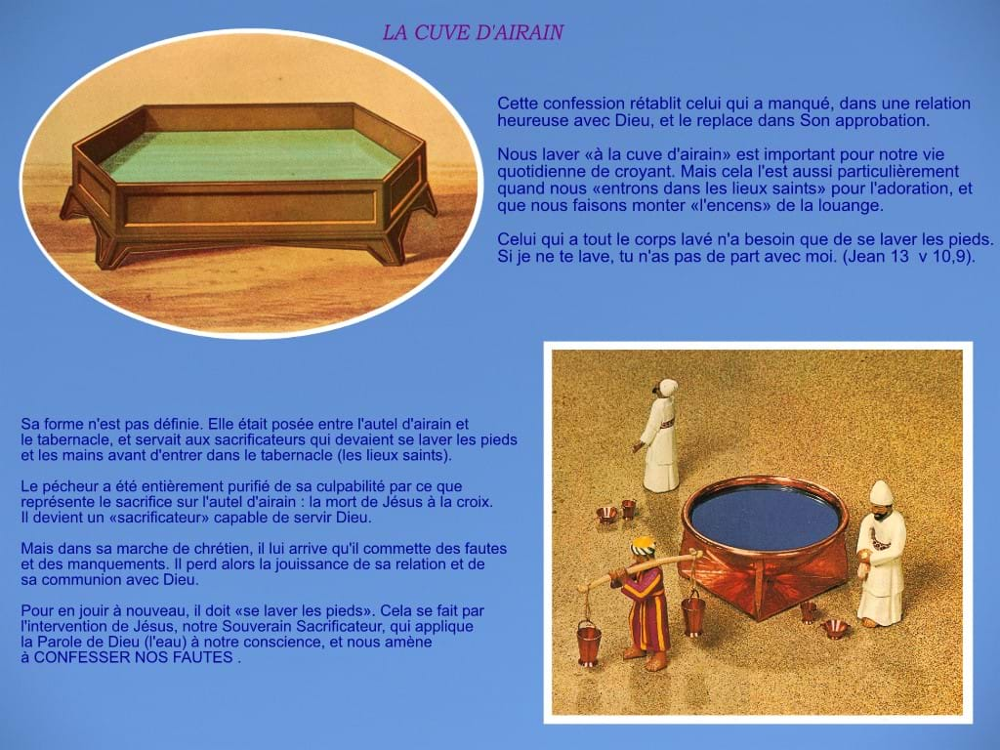 LA CUVE D'AIRAIN
Sa forme n'est pas définie. Elle était posée entre l'autel d'airain et
le tabernacle, et servait aux sacrificateurs qui devaient se laver les pieds
et les mains avant d'entrer dans le tabernacle (les lieux saints).
Le pécheur a été entièrement purifié de sa culpabilité par ce que
représente le sacrifice sur l'autel d'airain : la mort de Jésus à la croix.
Il devient un «sacrificateur» capable de servir Dieu.
Mais dans sa marche de chrétien, il lui arrive qu'il commette des fautes
et des manquements. Il perd alors la jouissance de sa relation et de
sa communion avec Dieu.
Pour en jouir à nouveau, il doit «se laver les pieds». Cela se fait par
l'intervention de Jésus, notre Souverain Sacrificateur, qui applique
la Parole de Dieu (l'eau) à notre conscience, et nous amène
à CONFESSER NOS FAUTES .
Cette confession rétablit celui qui a manqué, dans une relation
heureuse avec Dieu, et le replace dans Son approbation.
Nous laver «à la cuve d'airain» est important pour notre vie
quotidienne de croyant. Mais cela l'est aussi particulièrement
quand nous «entrons dans les lieux saints» pour l'adoration, et
que nous faisons monter «l'encens» de la louange.
Celui qui a tout le corps lavé n'a besoin que de se laver les pieds.
Si je ne te lave, tu n'as pas de part avec moi. (Jean 13 v 10,9).